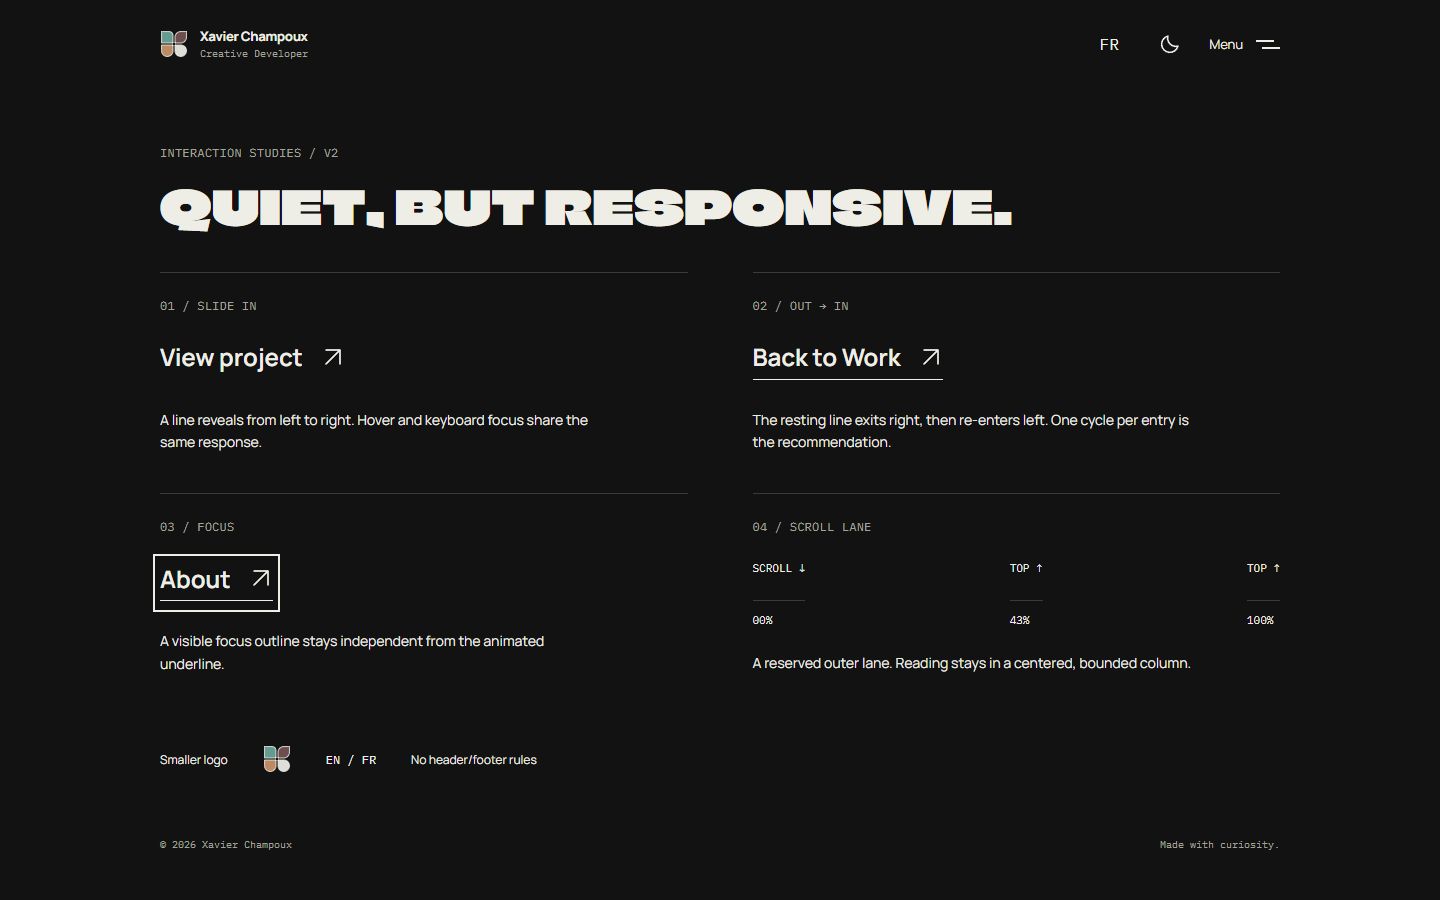 Xavier Champoux
Creative Developer
FR
Menu
INTERACTION STUDIES / V2
QUIET, BUT RESPONSIVE.
01 / SLIDE IN
View project
A line reveals from left to right. Hover and keyboard focus share the
same response.
02 / OUT → IN
Back to Work
The resting line exits right, then re-enters left. One cycle per entry is
the recommendation.
03 / FOCUS
About
A visible focus outline stays independent from the animated
underline.
04 / SCROLL LANE
SCROLL ↓ TOP ↑ TOP ↑
00% 43% 100%
A reserved outer lane. Reading stays in a centered, bounded column.
Smaller logo EN / FR No header/footer rules
© 2026 Xavier Champoux
Made with curiosity.